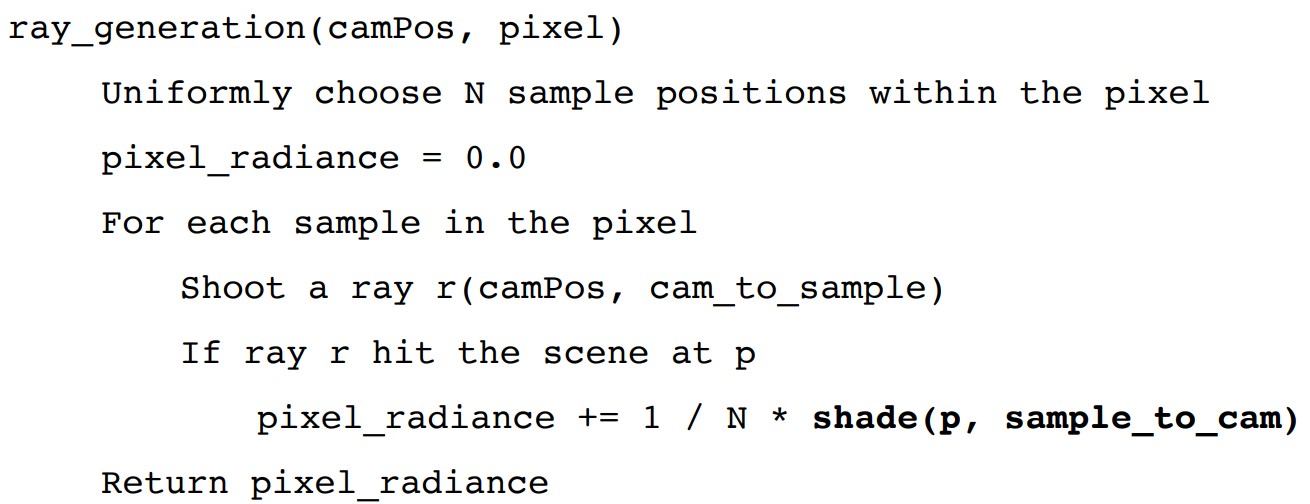 ray_generation(camPos, pixel)
Uniformly choose N sample positions within the pixel
pixel_radiance = 0.0
For each sample in the pixel
Shoot a ray r(camPos, cam_to_sample)
If ray r hit the scene at p
pixel_radiance += 1 / N * shade(p, sample_to_cam)
Return pixel_radiance